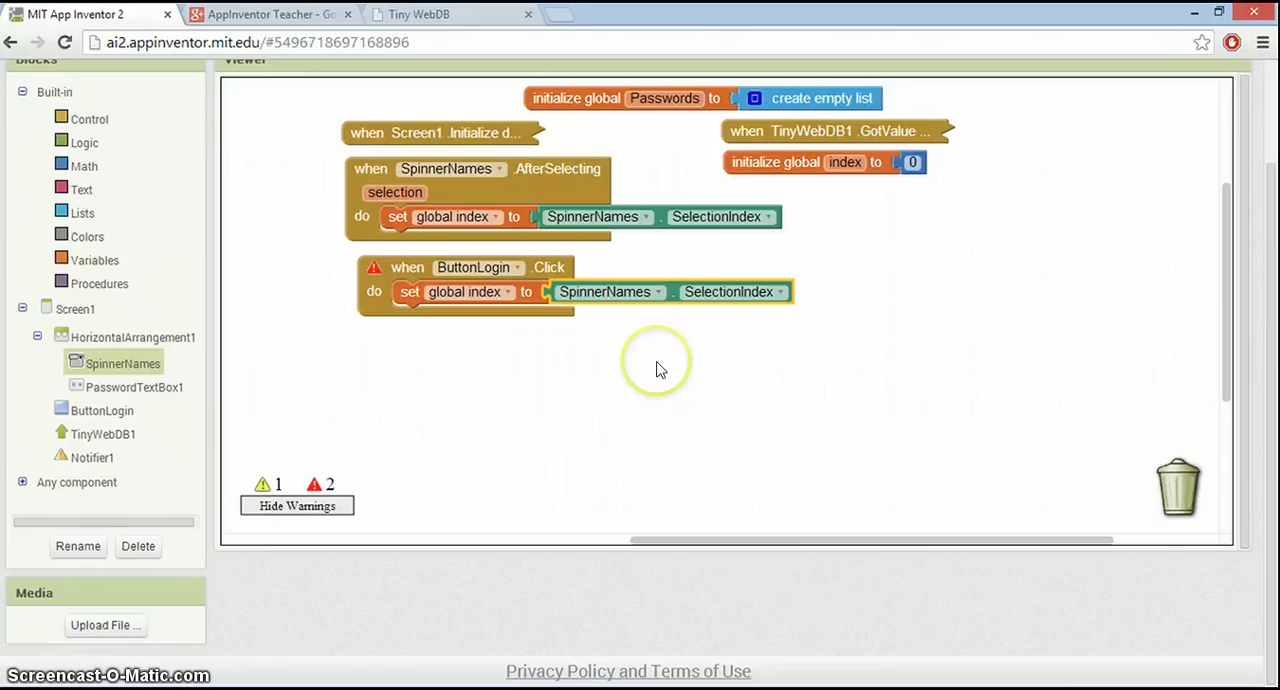 MIT App Inventor 2
AppInventor Teacher - Go
Tiny WebDB
ai2.appinventor.mit.edu/#5496718697168896
Blocks
Viewer
Built-in
Control
Logic
Math
Text
Lists
Colors
Variables
Procedures
Screen1
HorizontalArrangement1
SpinnerNames
PasswordTextBox1
ButtonLogin
TinyWebDB1
Notifier1
Any component
Rename
Delete
Media
Upload File ...
initialize global Passwords to create empty list
when Screen1 .Initialize d...
when TinyWebDB1 .GotValue ...
initialize global index to 0
when SpinnerNames .AfterSelecting
selection
do set global index to SpinnerNames . SelectionIndex
when ButtonLogin .Click
do set global index to SpinnerNames . SelectionIndex
1 2
Hide Warnings
Privacy Policy and Terms of Use
Screencast-O-Matic.com